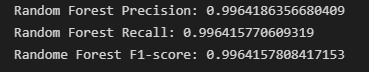 Random Forest Precision: 0.9964186356680409
Random Forest Recall: 0.996415770609319
Randome Forest F1-score: 0.9964157808417153